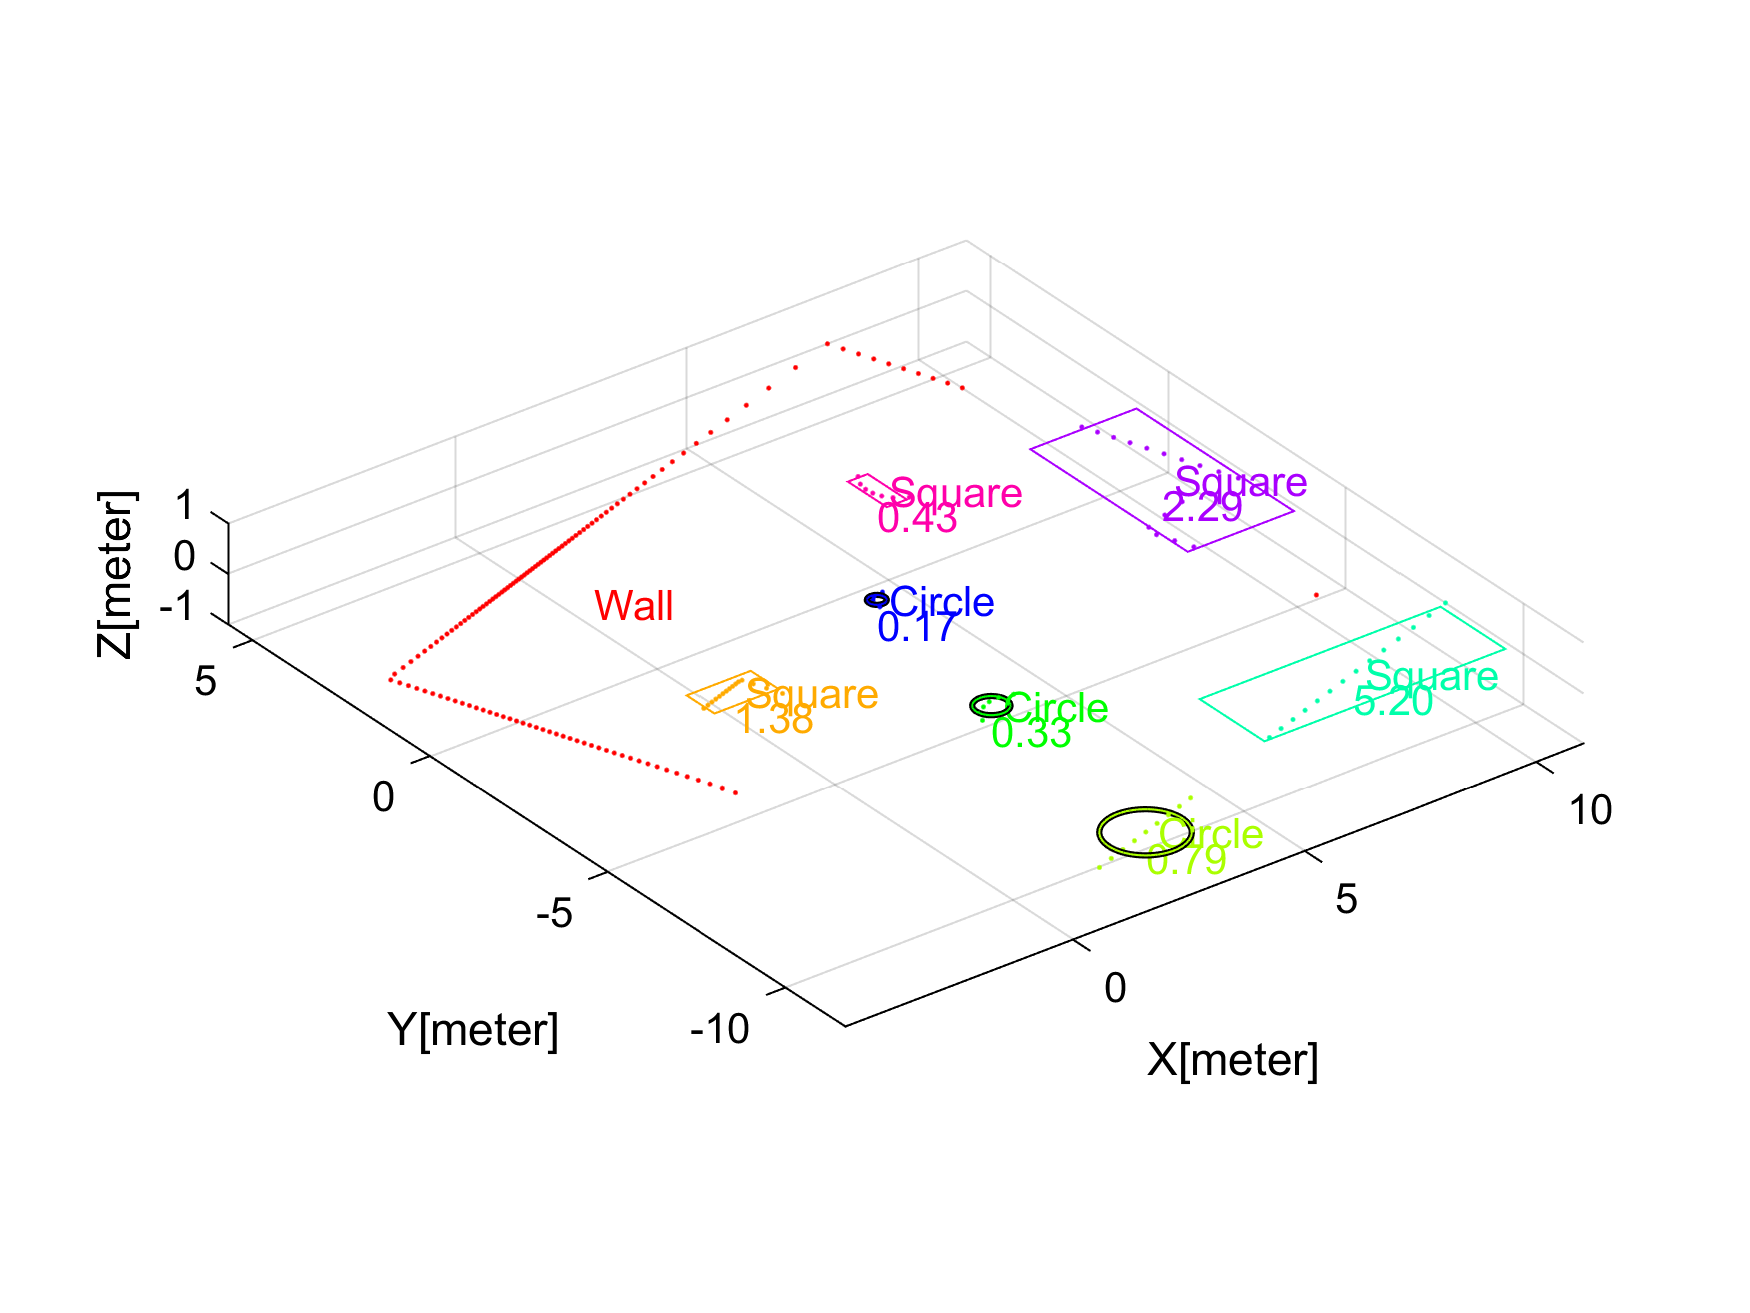 Square
2.29
Square
0.43
1
0
-1
Z[meter]
Wall
Circle
0.17
5
Square
1.38
Circle
0.33
Square
5.20
0
Circle
0.79
10
5
-5
0
-10
Y[meter]
X[meter]